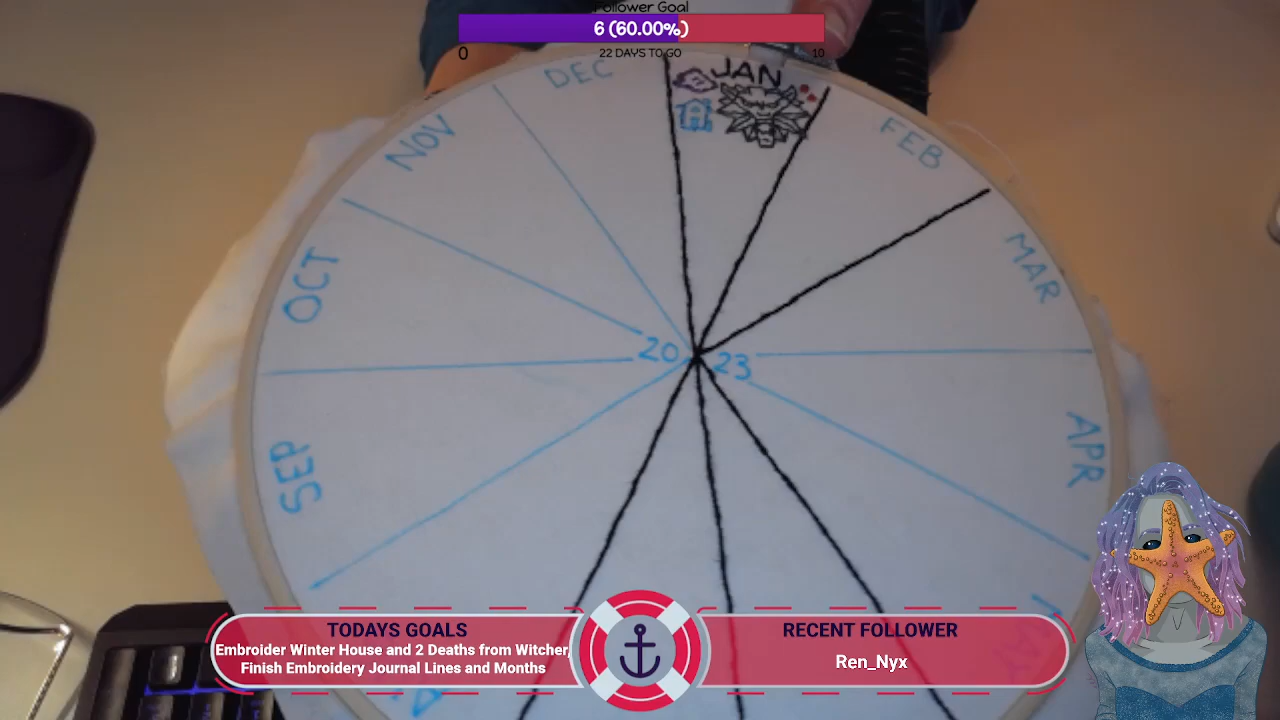 Follower Goal
6 (60.00%)
0
22 DAYS TO GO
10
DEC
JAN
NOV
FEB
OCT
MAR
20
23
SEP
APR
TODAYS GOALS
Embroider Winter House and 2 Deaths from Witcher,
Finish Embroidery Journal Lines and Months
RECENT FOLLOWER
Ren_Nyx